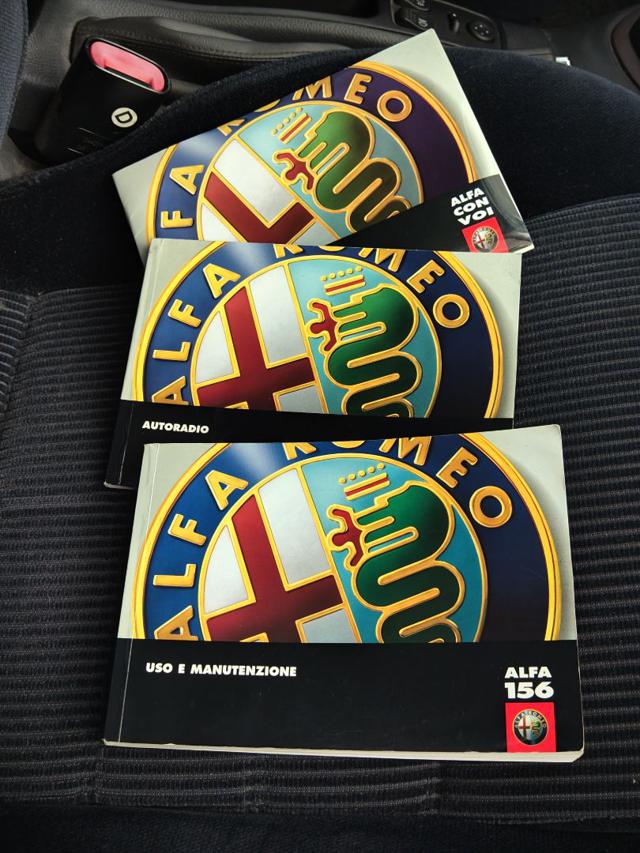 ALFA ROMEO
ALFA
CON
VOI
ALFA ROMEO
AUTORADIO
ALFA ROMEO
USO E MANUTENZIONE
ALFA
156
D